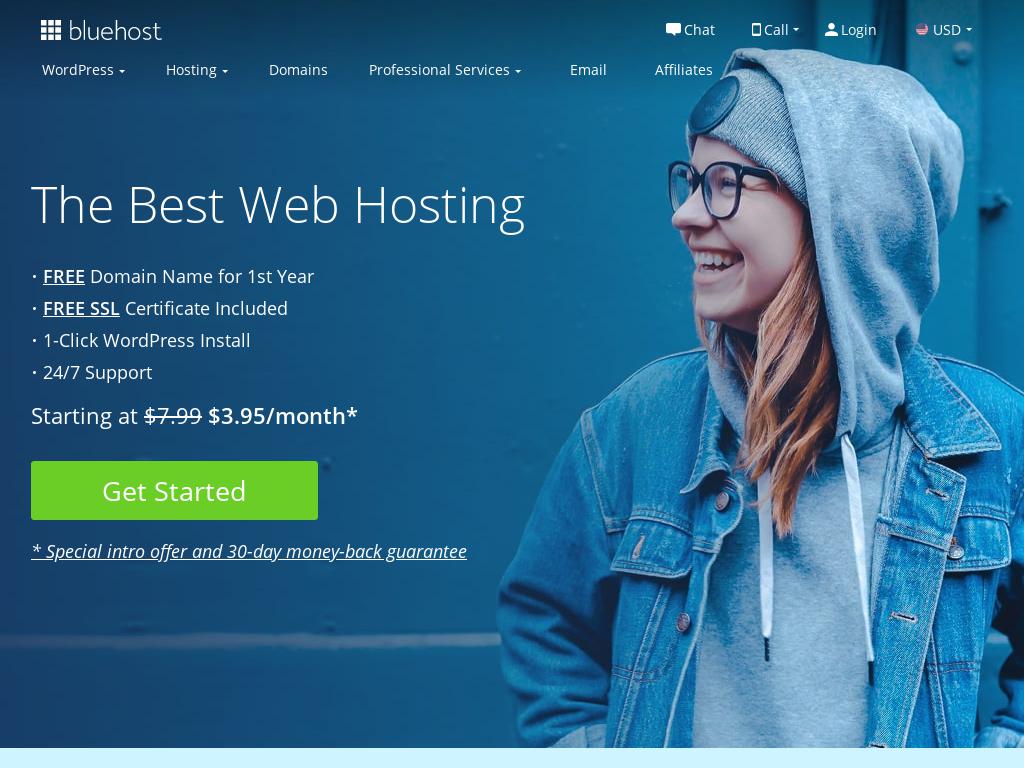 bluehost
Chat Call Login USD
WordPress Hosting Domains Professional Services Email Affiliates
The Best Web Hosting
· FREE Domain Name for 1st Year
· FREE SSL Certificate Included
· 1-Click WordPress Install
· 24/7 Support
Starting at $7.99 $3.95/month*
Get Started
* Special intro offer and 30-day money-back guarantee